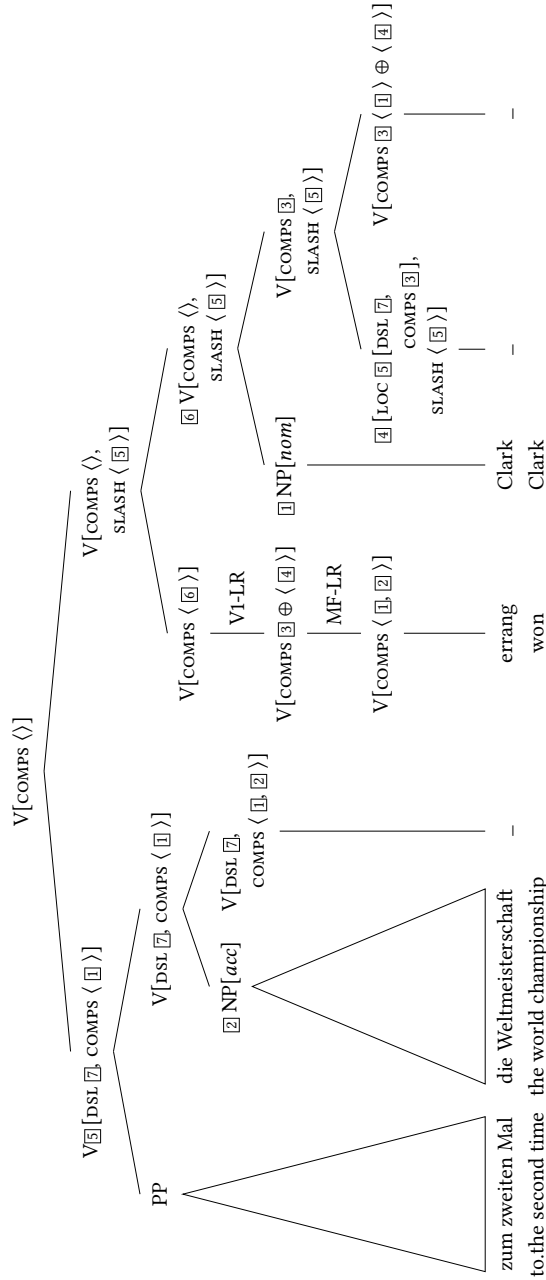 V[COMPS ⟨⟩]
V[5][DSL [7], COMPS ⟨ [1] ⟩]
V[COMPS ⟨⟩,
SLASH ⟨ [5] ⟩]
PP
V[DSL [7], COMPS ⟨ [1] ⟩]
V[COMPS ⟨ [6] ⟩]
[6] V[COMPS ⟨⟩,
SLASH ⟨ [5] ⟩]
V1-LR
[2] NP[acc]
V[DSL [7],
COMPS ⟨ [1], [2] ⟩]
V[COMPS [3] ⊕ ⟨ [4] ⟩]
[1] NP[nom]
V[COMPS [3],
SLASH ⟨ [5] ⟩]
MF-LR
V[COMPS ⟨ [1], [2] ⟩]
[4] [LOC [5] [DSL [7],
COMPS [3]],
SLASH ⟨ [5] ⟩]
V[COMPS [3] ⟨ [1] ⟩ ⊕ ⟨ [4] ⟩]
zum zweiten Mal die Weltmeisterschaft – errang Clark – –
to.the second time the world championship won Clark